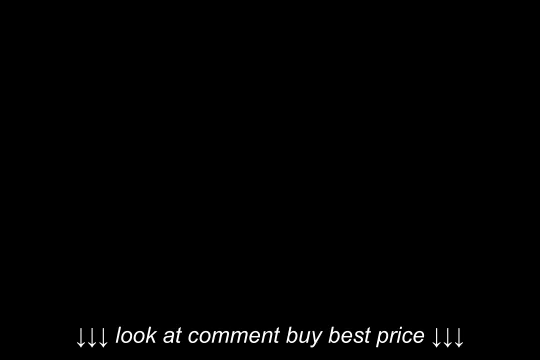 ↓↓↓ look at comment buy best price ↓↓↓